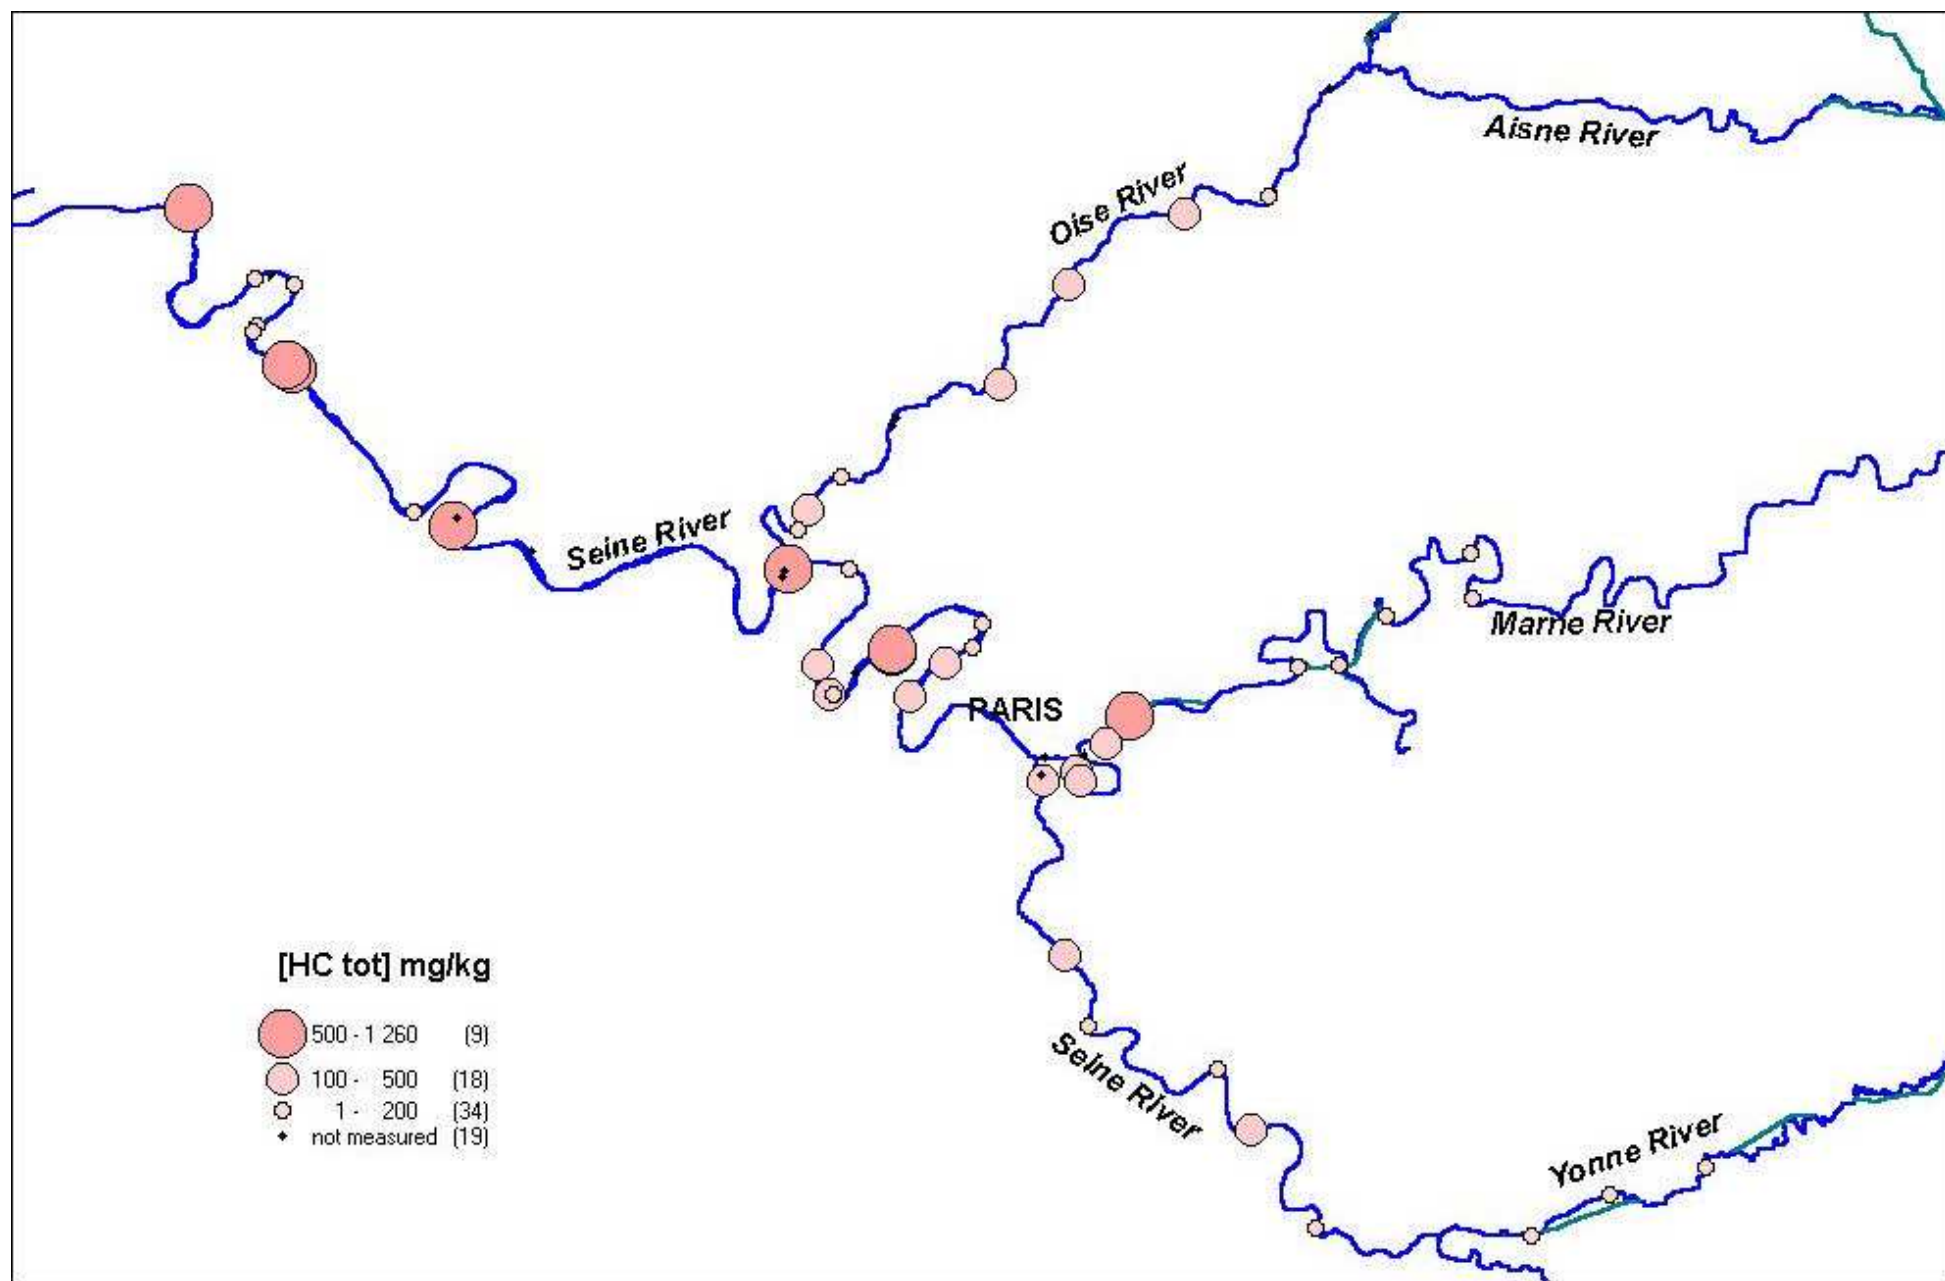 Aisne River
Oise River
Seine River
Marne River
PARIS
[HC tot] mg/kg
500 - 1 260 (9)
100 - 500 (18)
1 - 200 (34)
not measured (19)
Seine River
Yonne River